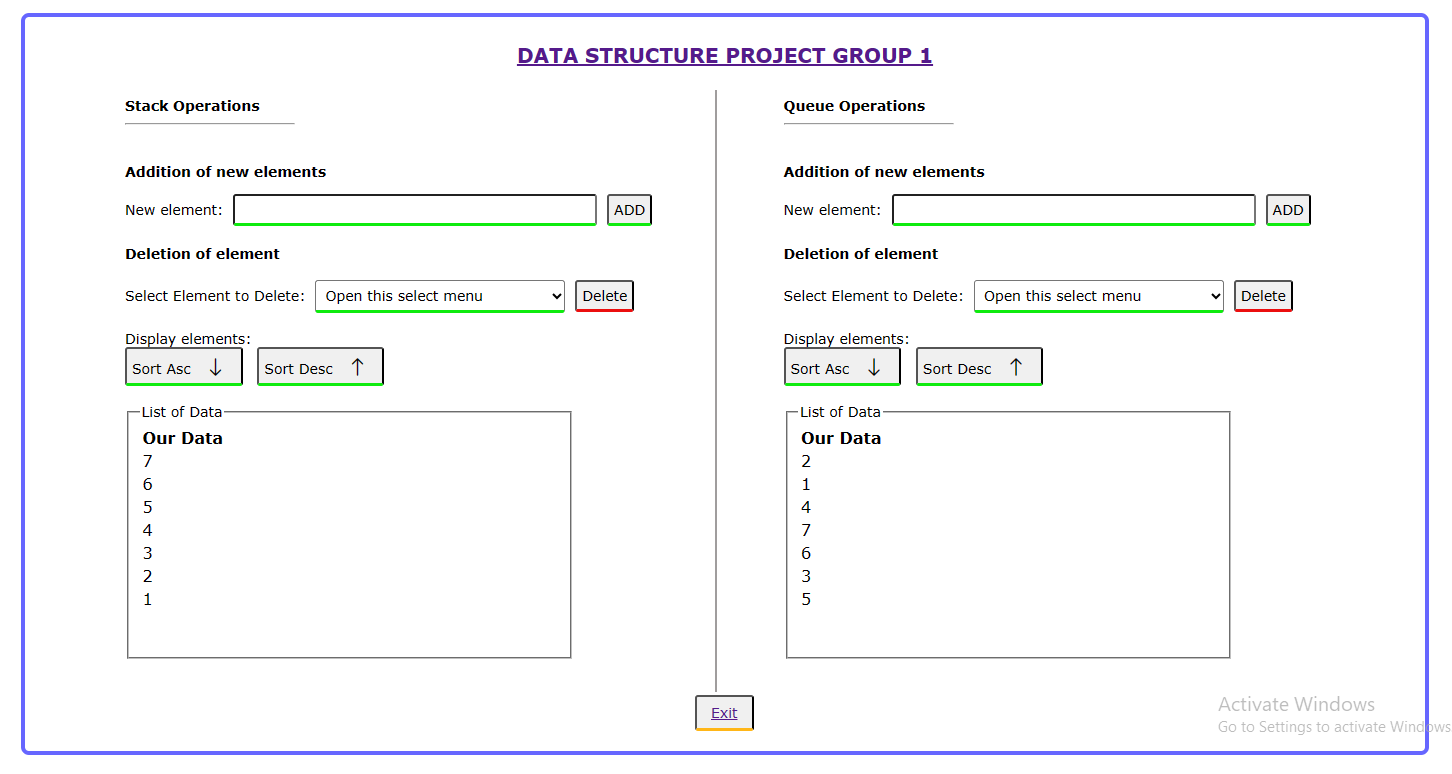 DATA STRUCTURE PROJECT GROUP 1
Stack Operations
Addition of new elements
New element: ADD
Deletion of element
Select Element to Delete: Open this select menu Delete
Display elements:
Sort Asc ↓ Sort Desc ↑
List of Data
Our Data
7
6
5
4
3
2
1
Queue Operations
Addition of new elements
New element: ADD
Deletion of element
Select Element to Delete: Open this select menu Delete
Display elements:
Sort Asc ↓ Sort Desc ↑
List of Data
Our Data
2
1
4
7
6
3
5
Exit
Activate Windows
Go to Settings to activate Windows